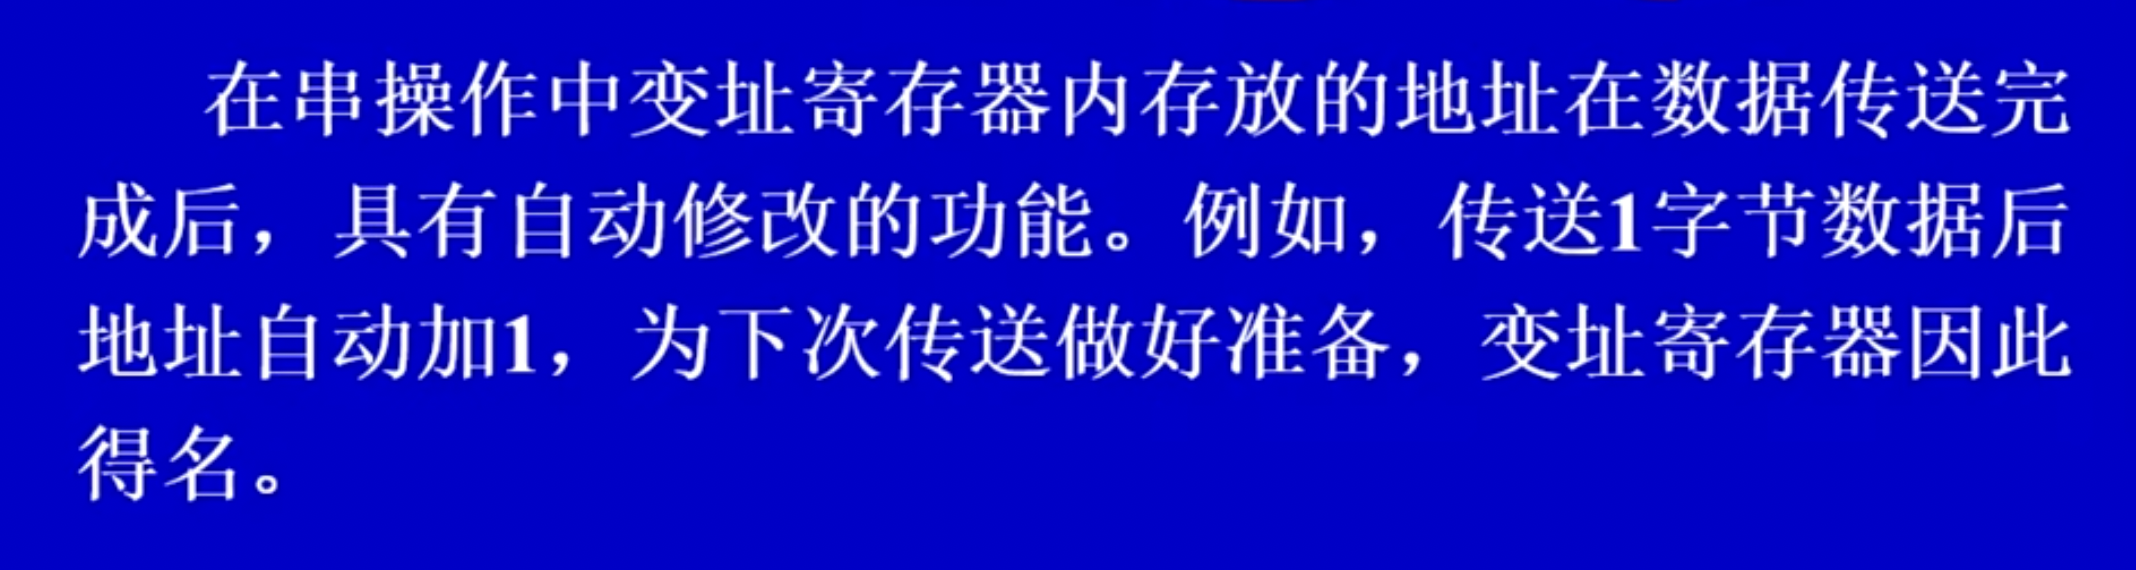 在串操作中变址寄存器内存放的地址在数据传送完
成后，具有自动修改的功能。例如，传送1字节数据后
地址自动加1，为下次传送做好准备，变址寄存器因此
得名。